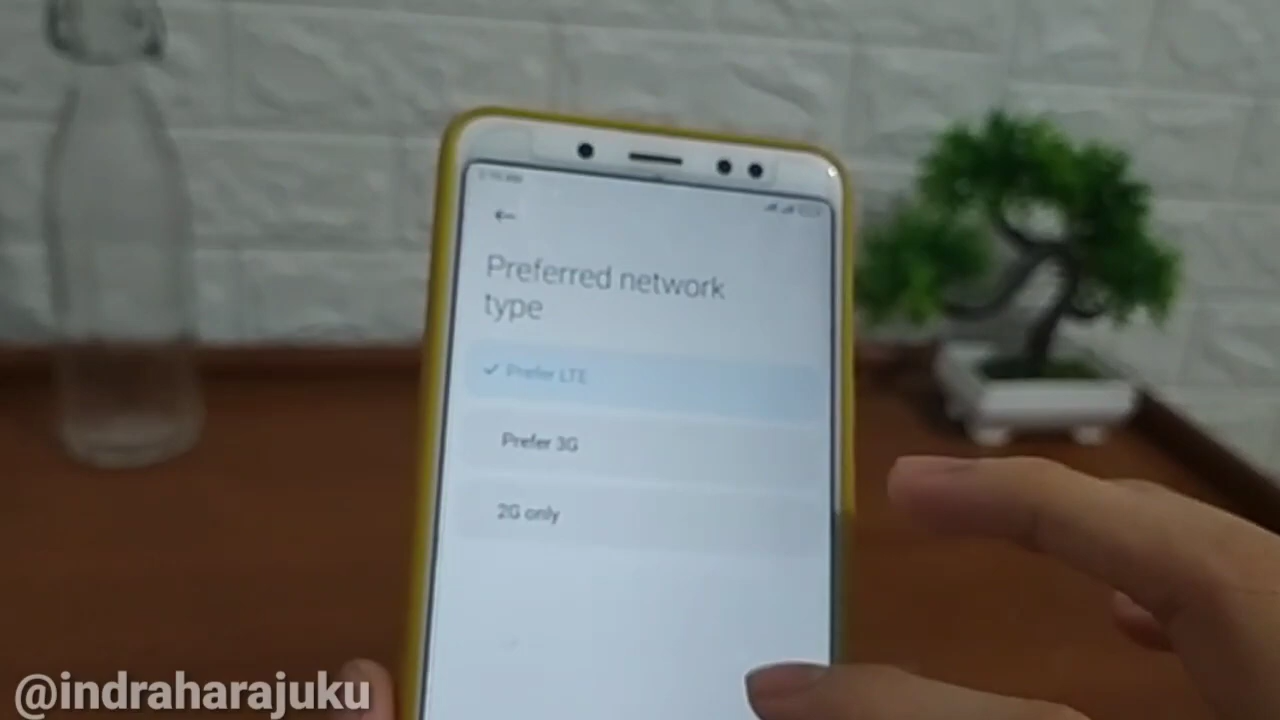 Preferred network
type
Prefer LTE
Prefer 3G
2G only
@indraharajuku